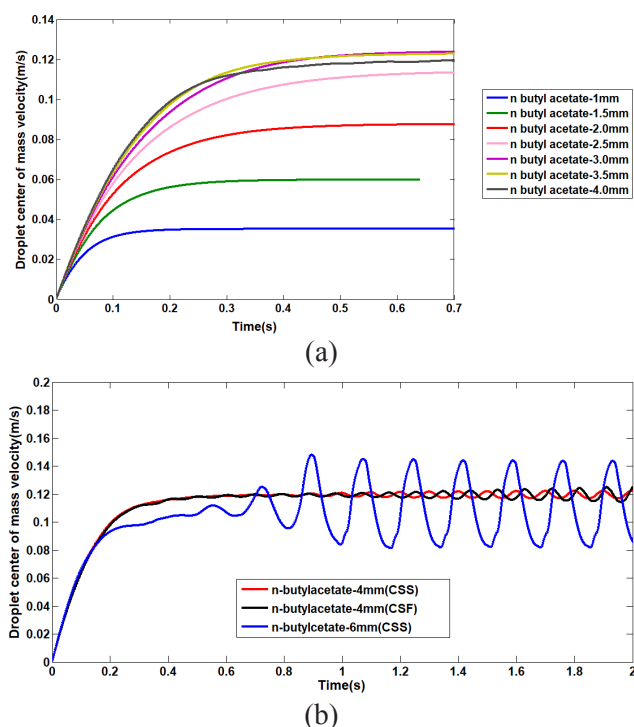 0.14
0.12
0.1
0.08
0.06
0.04
0.02
0
0 0.1 0.2 0.3 0.4 0.5 0.6 0.7
Droplet center of mass velocity(m/s)
Time(s)
n butyl acetate-1mm
n butyl acetate-1.5mm
n butyl acetate-2.0mm
n butyl acetate-2.5mm
n butyl acetate-3.0mm
n butyl acetate-3.5mm
n butyl acetate-4.0mm
(a)
0.2
0.18
0.16
0.14
0.12
0.1
0.08
0.06
0.04
0.02
0
0 0.2 0.4 0.6 0.8 1 1.2 1.4 1.6 1.8 2
Droplet center of mass velocity(m/s)
Time(s)
n-butylacetate-4mm(CSS)
n-butylacetate-4mm(CSF)
n-butylcetate-6mm(CSS)
(b)